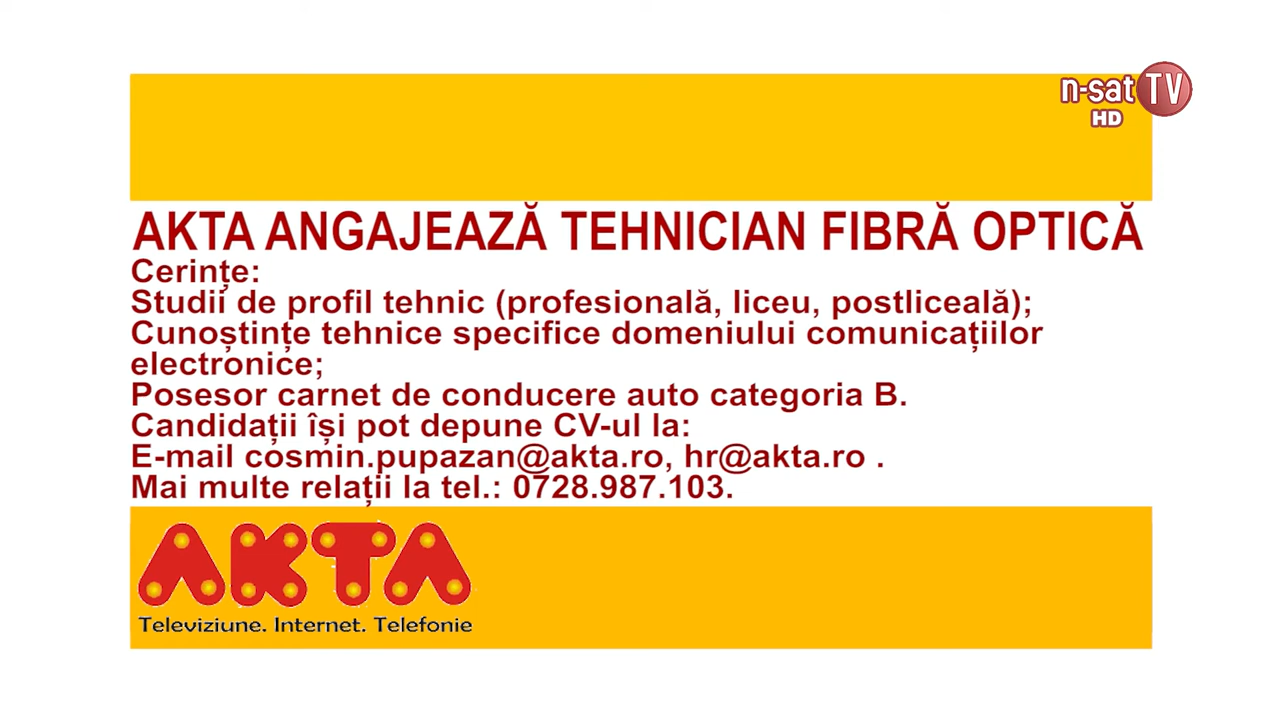 n-sat TV
HD
AKTA ANGAJEAZĂ TEHNICIAN FIBRĂ OPTICĂ
Cerințe:
Studii de profil tehnic (profesională, liceu, postliceală);
Cunoștințe tehnice specifice domeniului comunicațiilor
electronice;
Posesor carnet de conducere auto categoria B.
Candidații își pot depune CV-ul la:
E-mail cosmin.pupazan@akta.ro, hr@akta.ro .
Mai multe relații la tel.: 0728.987.103.
AKTA
Televiziune. Internet. Telefonie